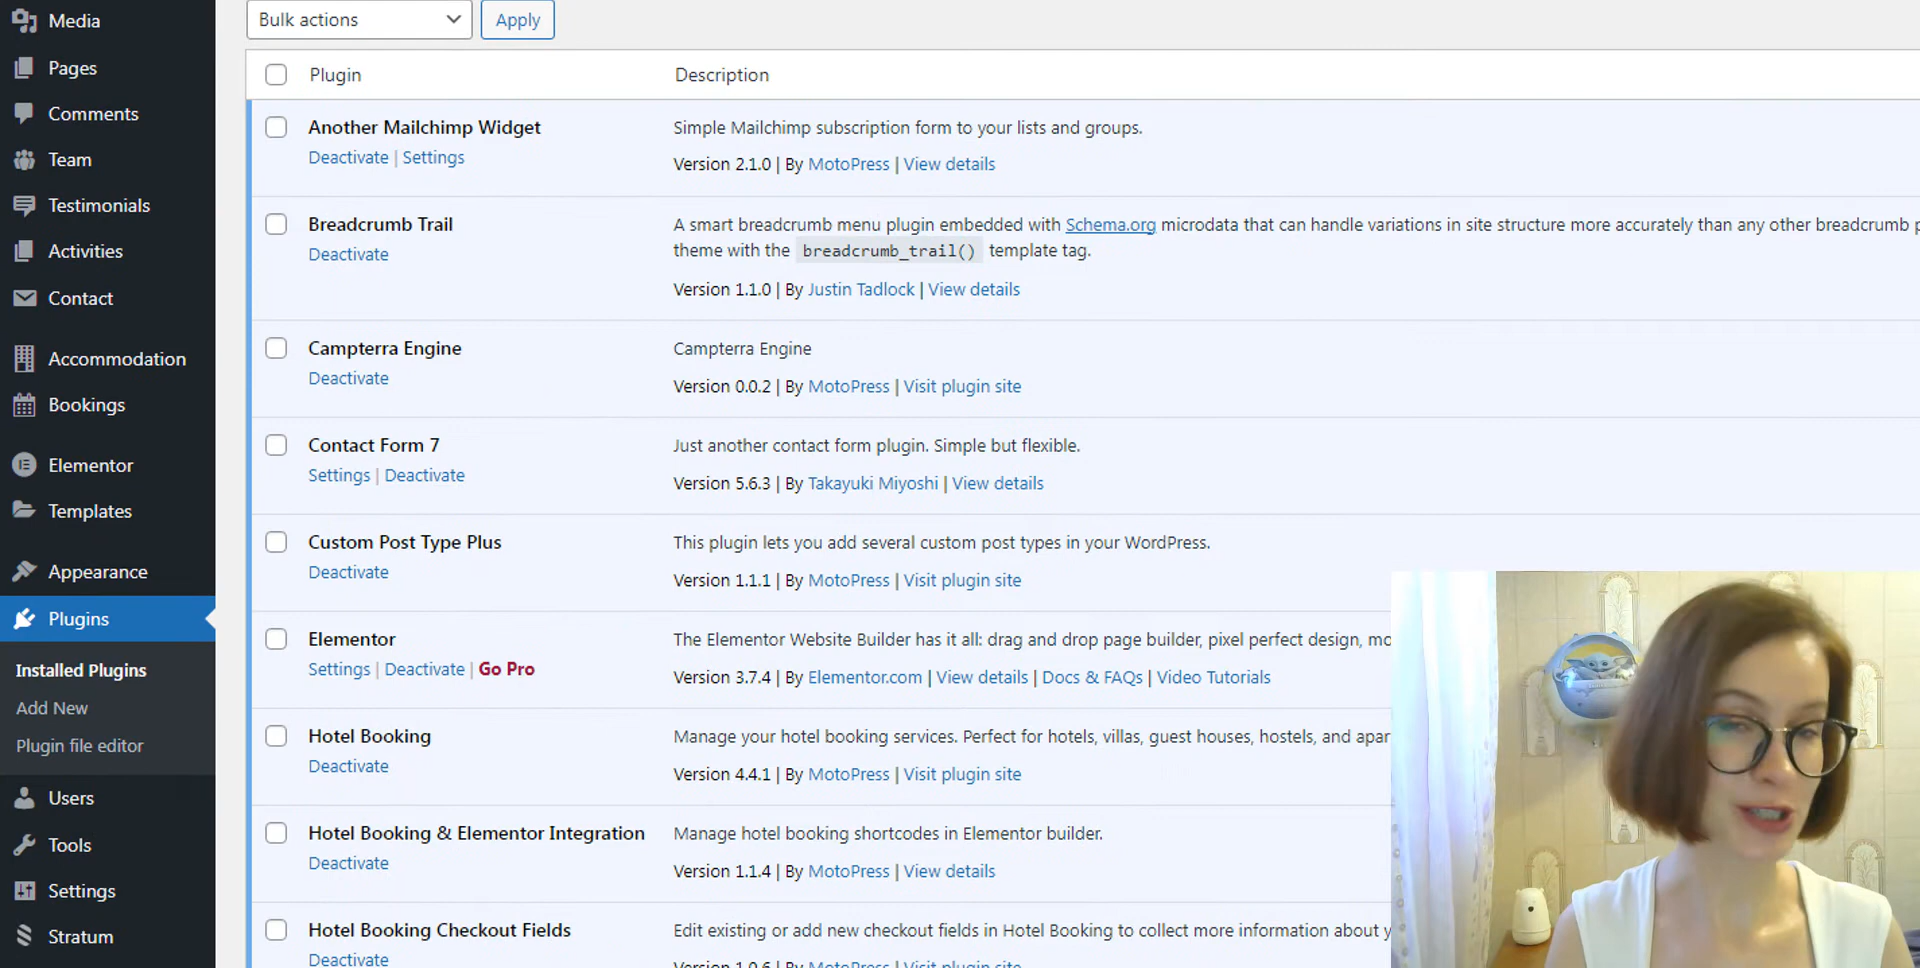 Media
Pages
Comments
Team
Testimonials
Activities
Contact
Accommodation
Bookings
Elementor
Templates
Appearance
Plugins
Installed Plugins
Add New
Plugin file editor
Users
Tools
Settings
Stratum
Bulk actions
Apply
Plugin Description
Another Mailchimp Widget
Deactivate | Settings
Simple Mailchimp subscription form to your lists and groups.
Version 2.1.0 | By MotoPress | View details
Breadcrumb Trail
Deactivate
A smart breadcrumb menu plugin embedded with Schema.org microdata that can handle variations in site structure more accurately than any other breadcrumb
theme with the breadcrumb_trail() template tag.
Version 1.1.0 | By Justin Tadlock | View details
Campterra Engine
Deactivate
Campterra Engine
Version 0.0.2 | By MotoPress | Visit plugin site
Contact Form 7
Settings | Deactivate
Just another contact form plugin. Simple but flexible.
Version 5.6.3 | By Takayuki Miyoshi | View details
Custom Post Type Plus
Deactivate
This plugin lets you add several custom post types in your WordPress.
Version 1.1.1 | By MotoPress | Visit plugin site
Elementor
Settings | Deactivate | Go Pro
The Elementor Website Builder has it all: drag and drop page builder, pixel perfect design, mo
Version 3.7.4 | By Elementor.com | View details | Docs & FAQs | Video Tutorials
Hotel Booking
Deactivate
Manage your hotel booking services. Perfect for hotels, villas, guest houses, hostels, and apar
Version 4.4.1 | By MotoPress | Visit plugin site
Hotel Booking & Elementor Integration
Deactivate
Manage hotel booking shortcodes in Elementor builder.
Version 1.1.4 | By MotoPress | View details
Hotel Booking Checkout Fields
Deactivate
Edit existing or add new checkout fields in Hotel Booking to collect more information about y
Version 1.0.6 | By MotoPress | Visit plugin site